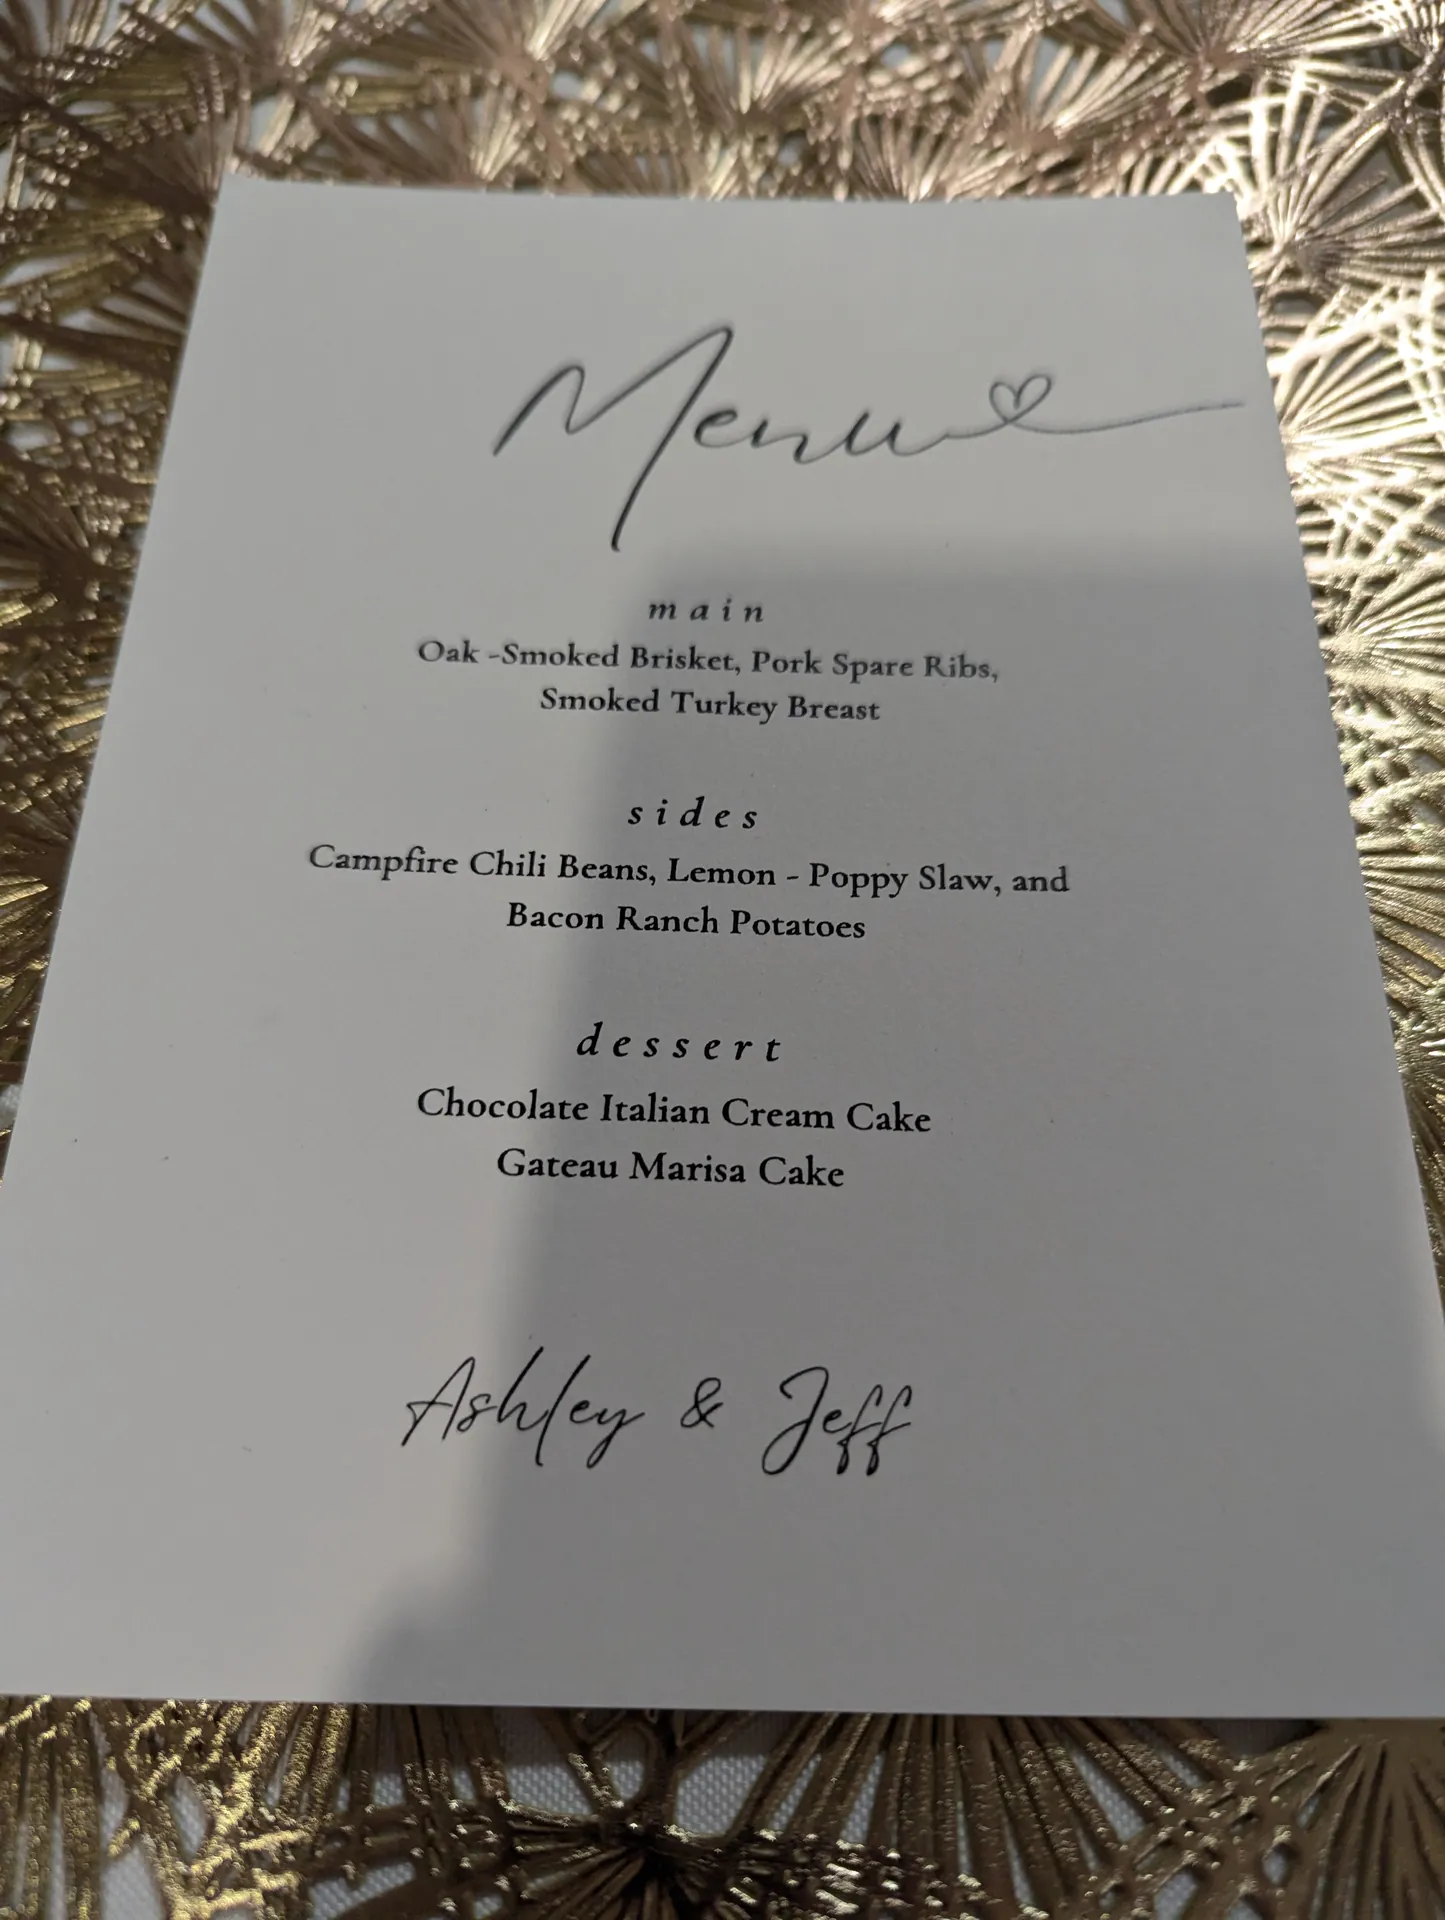 Menu
main
Oak -Smoked Brisket, Pork Spare Ribs,
Smoked Turkey Breast
sides
Campfire Chili Beans, Lemon - Poppy Slaw, and
Bacon Ranch Potatoes
dessert
Chocolate Italian Cream Cake
Gateau Marisa Cake
Ashley & Jeff